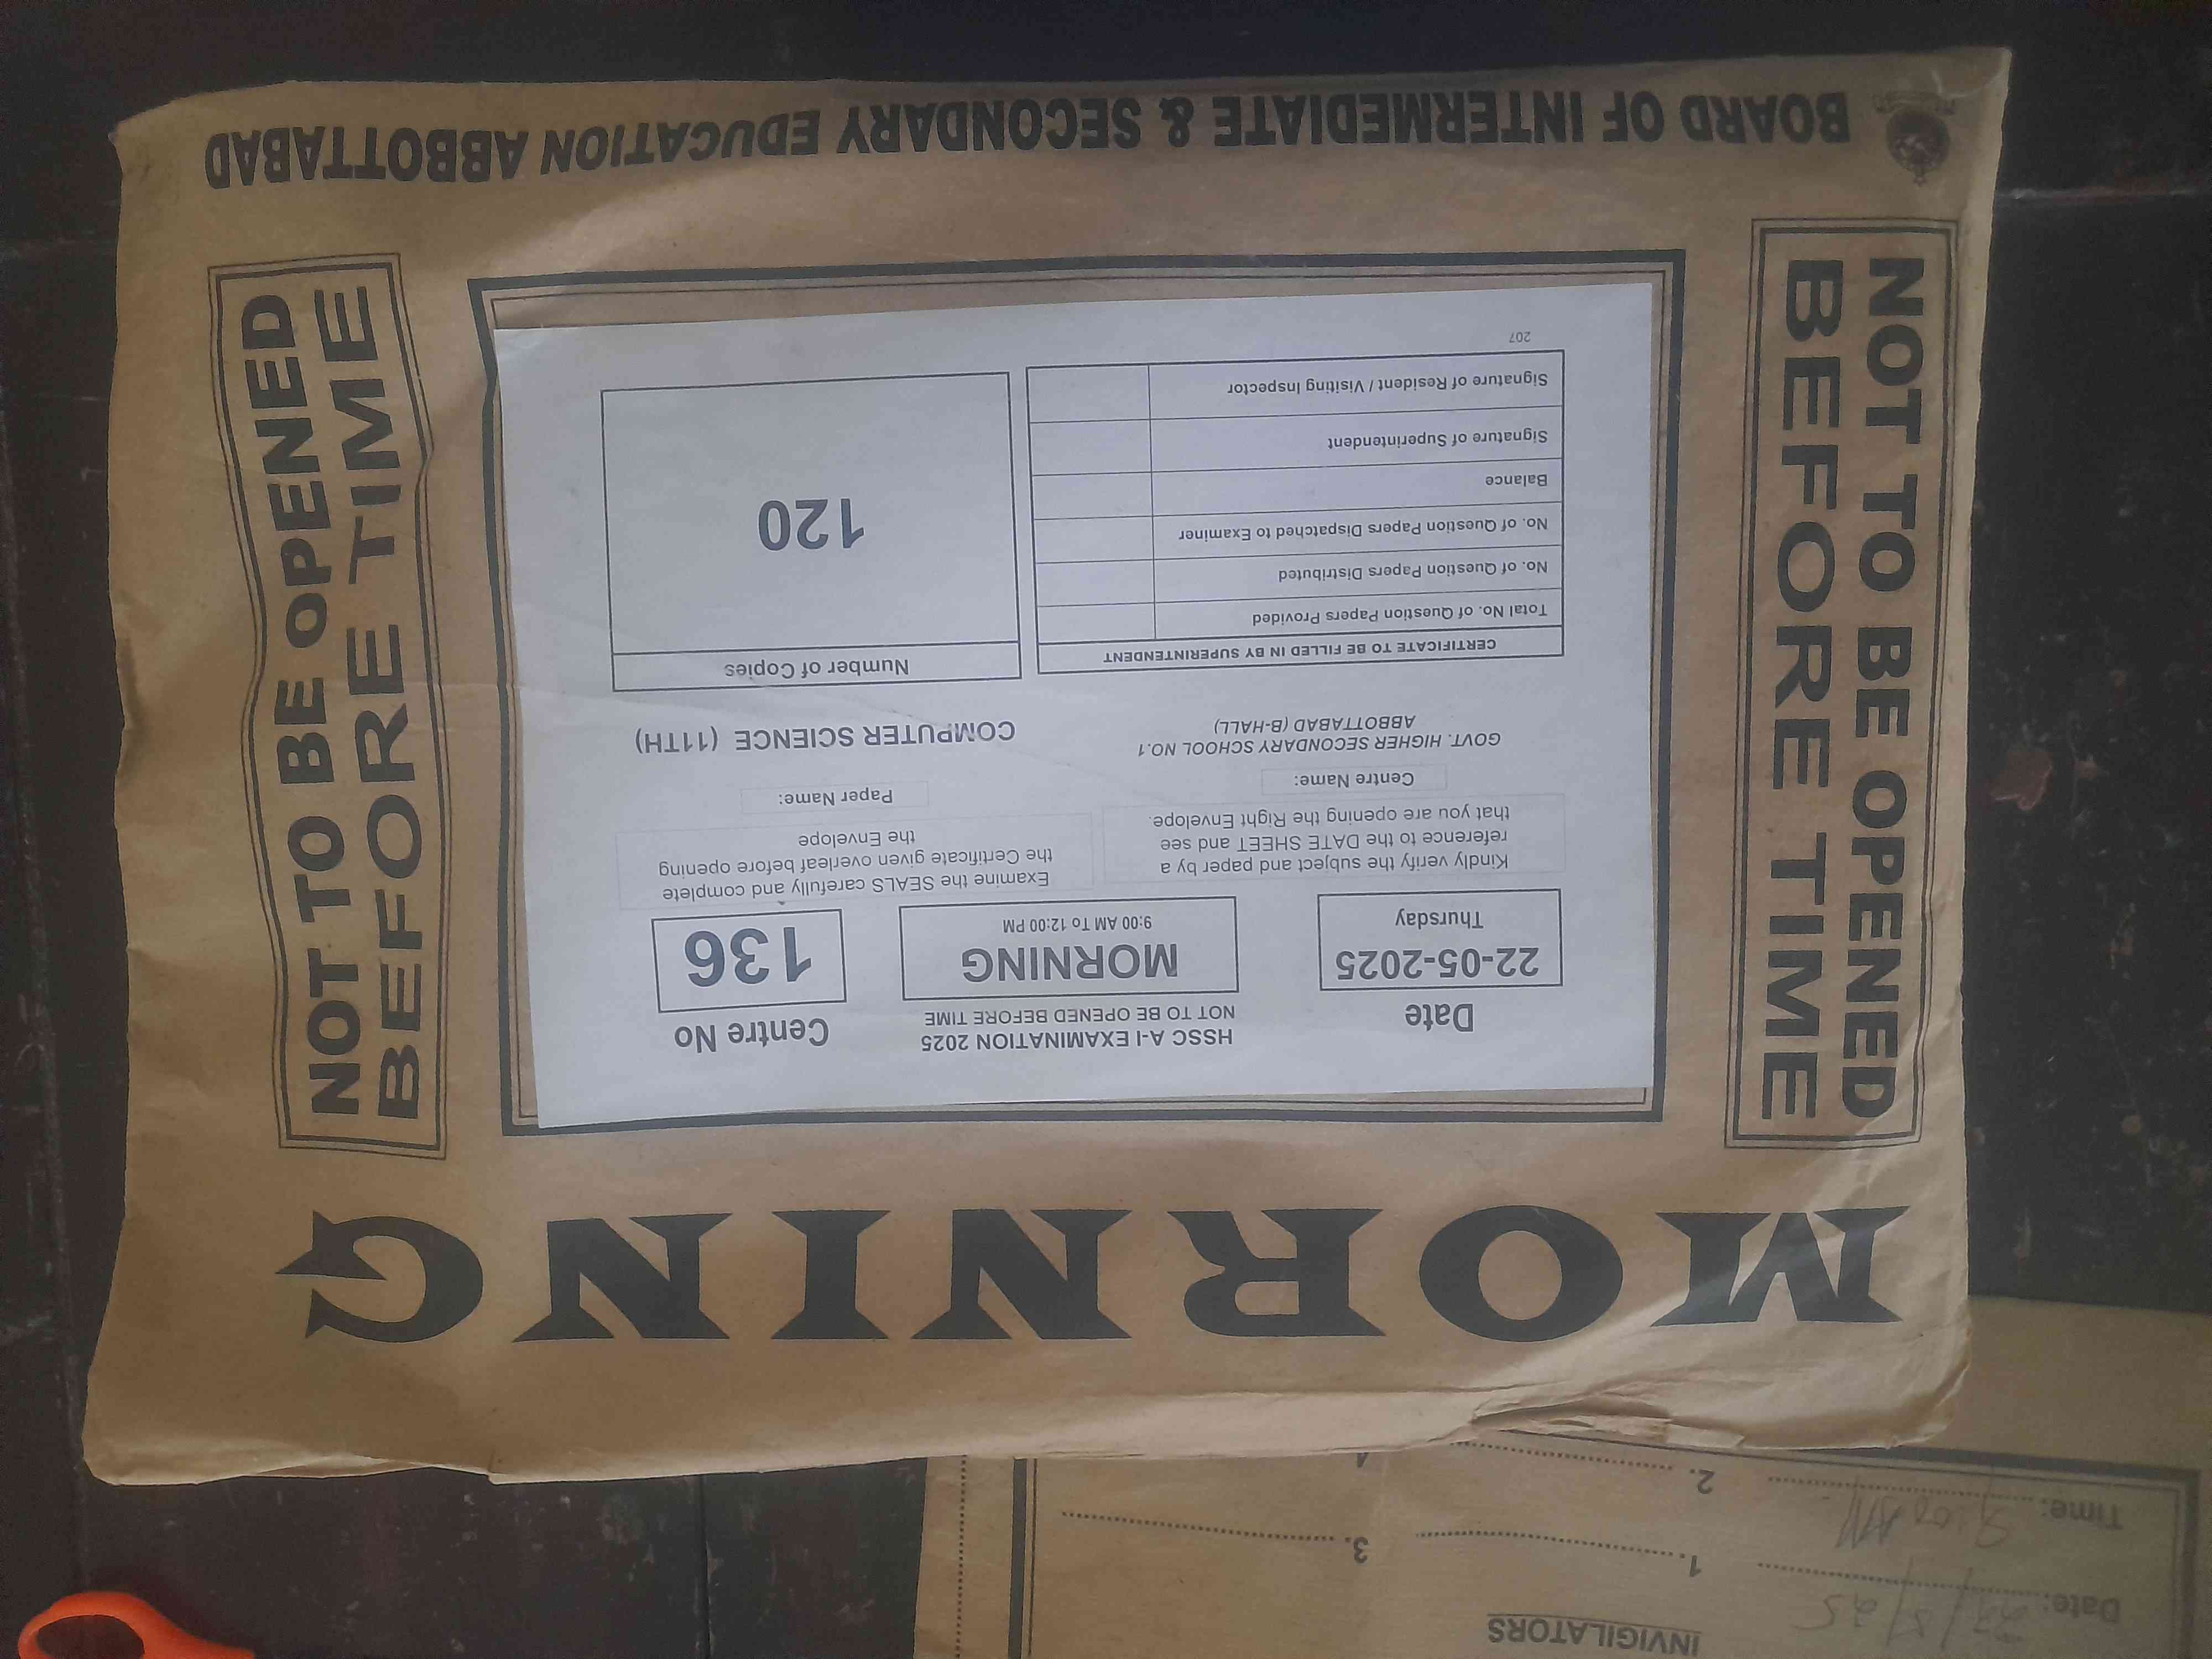 BOARD OF INTERMEDIATE & SECONDARY EDUCATION ABBOTTABAD
NOT TO BE OPENED
BEFORE TIME
207
Signature of Resident / Visiting Inspector
Signature of Superintendent
Balance
No. of Question Papers Dispatched to Examiner
No. of Question Papers Distributed
Total No. of Question Papers Provided
CERTIFICATE TO BE FILLED IN BY SUPERINTENDENT
120
Number of Copies
GOVT. HIGHER SECONDARY SCHOOL NO.1
ABBOTTABAD (B-HALL)
COMPUTER SCIENCE (11TH)
Centre Name:
Paper Name:
Kindly verify the subject and paper by a
reference to the DATE SHEET and see
that you are opening the Right Envelope.
Examine the SEALS carefully and complete
the Certificate given overleaf before opening
the Envelope
Date
22-05-2025
Thursday
HSSC A-I EXAMINATION 2025
NOT TO BE OPENED BEFORE TIME
MORNING
9:00 AM To 12:00 PM
Centre No
136
NOT TO BE OPENED
BEFORE TIME
MORNING
INVIGILATORS
Date: 22/5/25
1.
3.
Time: 9:00 AM
2.
4